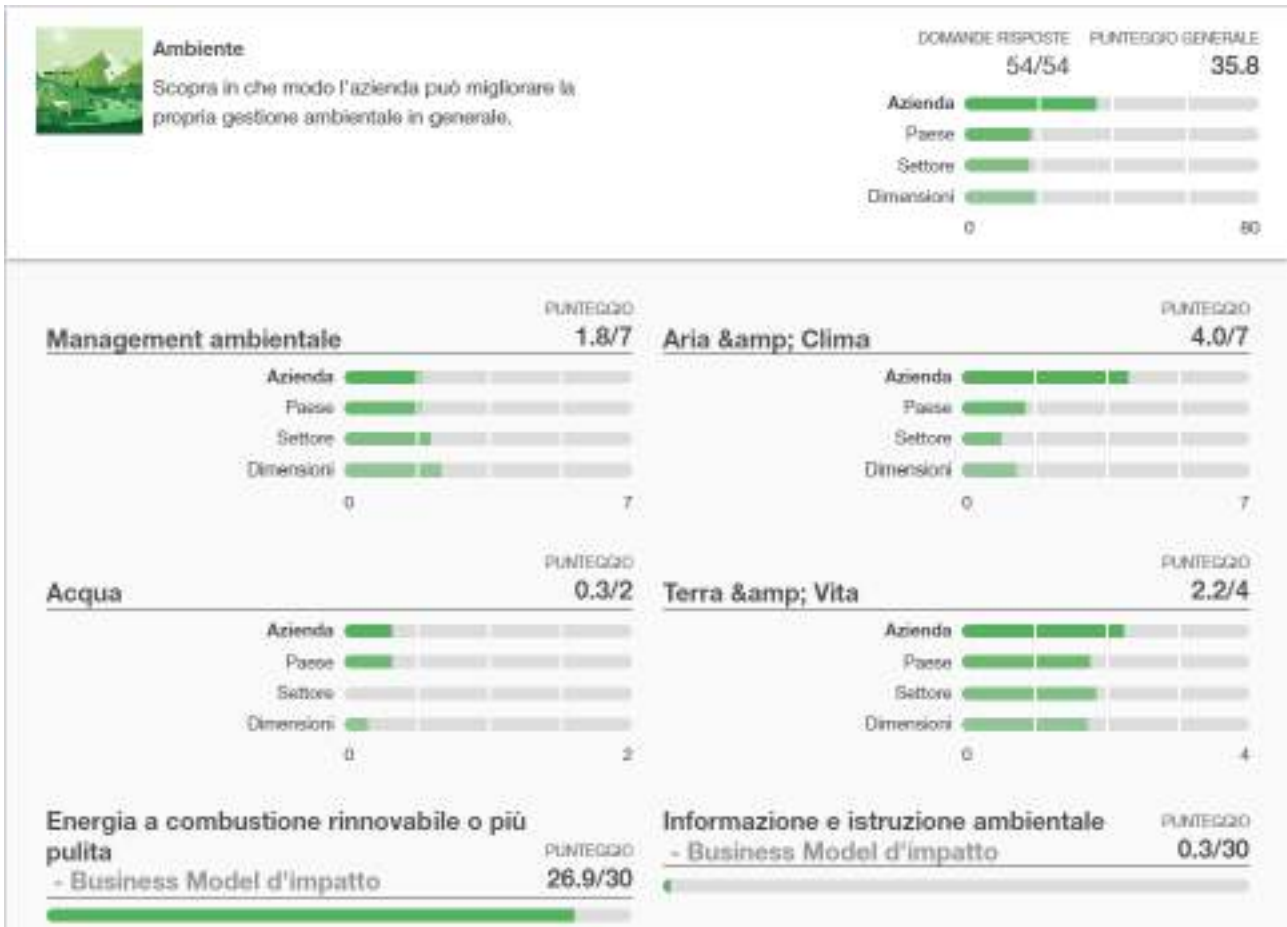 Ambiente
Scopra in che modo l'azienda può migliorare la
propria gestione ambientale in generale.
DOMANDE RISPOSTE PUNTEGGIO GENERALE
54/54 35.8
Azienda
Paese
Settore
Dimensioni
0 80
Management ambientale PUNTEGGIO 1.8/7
Azienda
Paese
Settore
Dimensioni
0 7
Aria &amp; Clima PUNTEGGIO 4.0/7
Azienda
Paese
Settore
Dimensioni
0 7
Acqua PUNTEGGIO 0.3/2
Azienda
Paese
Settore
Dimensioni
0 2
Terra &amp; Vita PUNTEGGIO 2.2/4
Azienda
Paese
Settore
Dimensioni
0 4
Energia a combustione rinnovabile o più
pulita PUNTEGGIO
- Business Model d'impatto 26.9/30
Informazione e istruzione ambientale PUNTEGGIO
- Business Model d'impatto 0.3/30